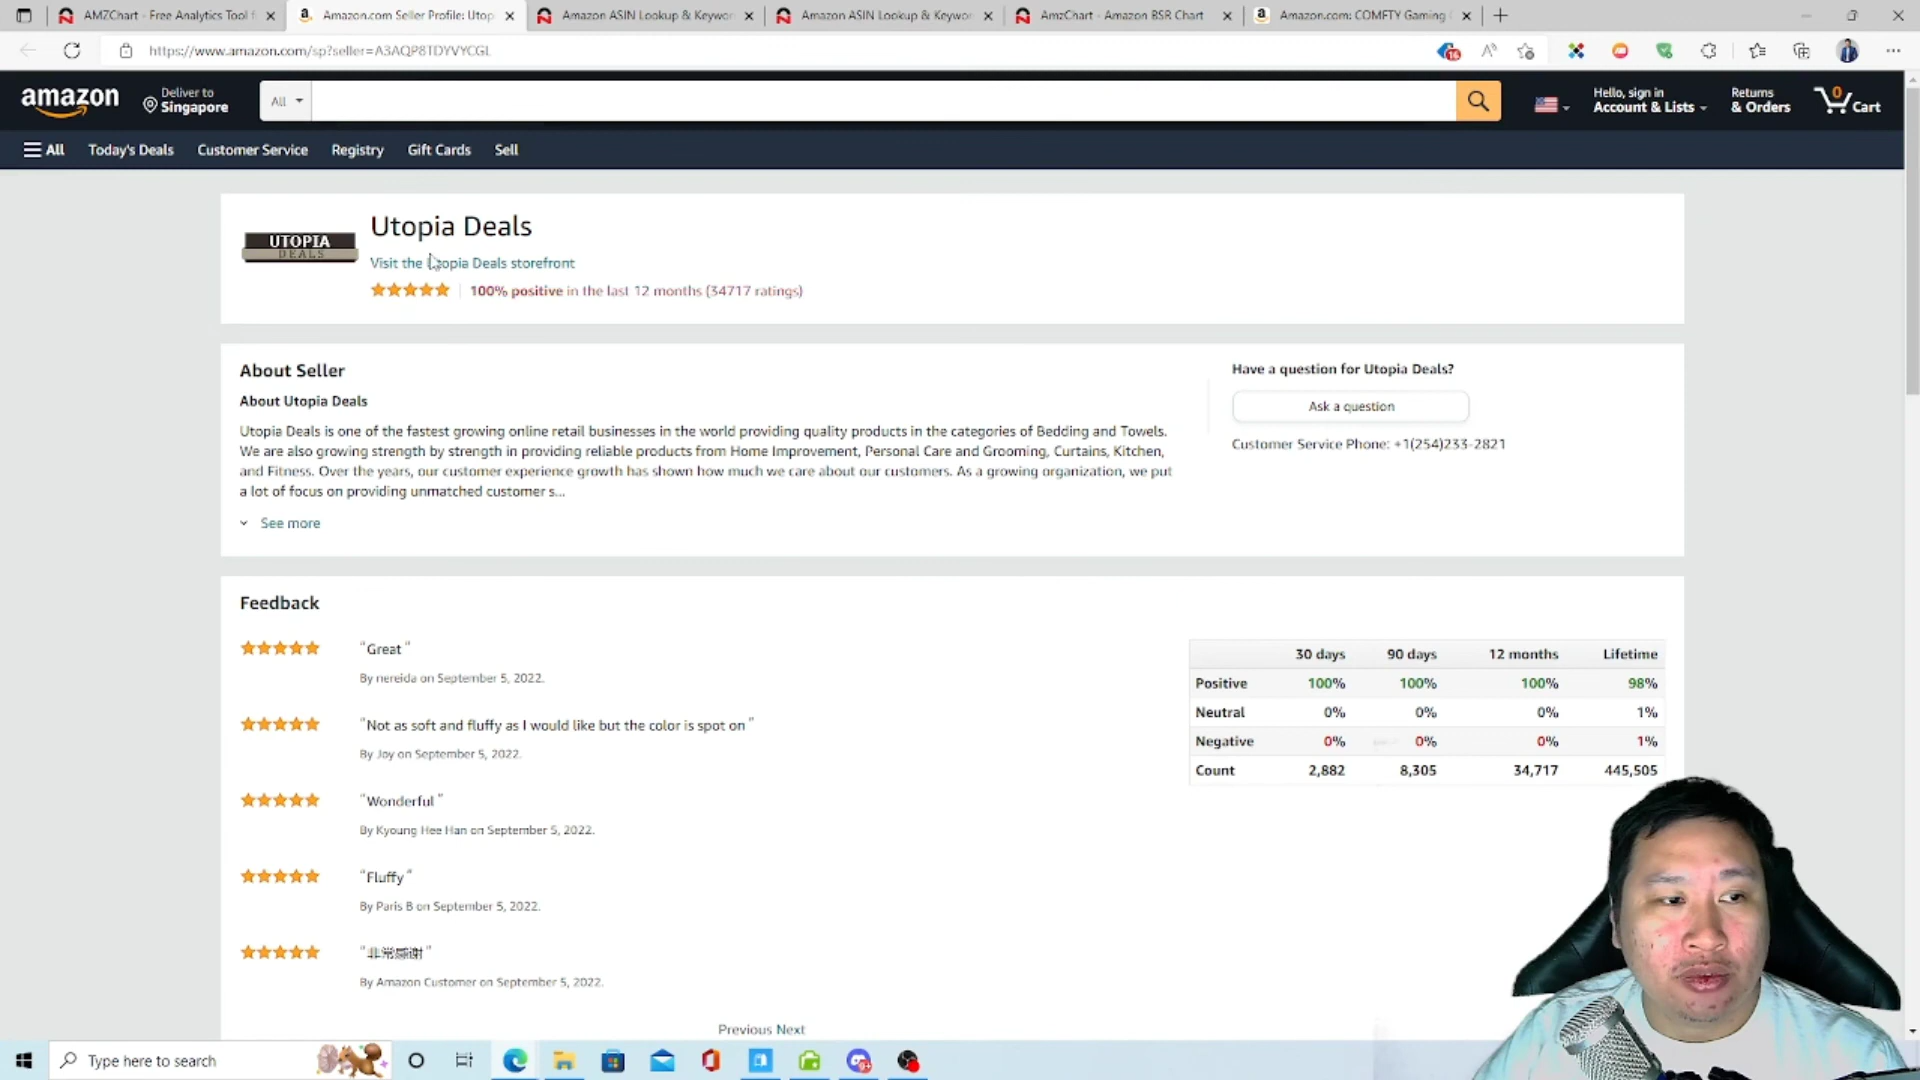 AMZChart - Free Analytics Tool f
Amazon.com Seller Profile: Utop
Amazon ASIN Lookup & Keywor
Amazon ASIN Lookup & Keywor
AmzChart - Amazon BSR Chart
Amazon.com: COMFTY Gaming
https://www.amazon.com/sp?seller=A3AQP8TDYVYCGL
16
amazon
Deliver to
Singapore
All
Hello, sign in
Account & Lists
Returns
& Orders
0
Cart
All
Today's Deals
Customer Service
Registry
Gift Cards
Sell
UTOPIA
DEALS
Utopia Deals
Visit the Utopia Deals storefront
100% positive in the last 12 months (34717 ratings)
About Seller
About Utopia Deals
Utopia Deals is one of the fastest growing online retail businesses in the world providing quality products in the categories of Bedding and Towels.
We are also growing strength by strength in providing reliable products from Home Improvement, Personal Care and Grooming, Curtains, Kitchen,
and Fitness. Over the years, our customer experience growth has shown how much we care about our customers. As a growing organization, we put
a lot of focus on providing unmatched customer s...
See more
Have a question for Utopia Deals?
Ask a question
Customer Service Phone: +1(254)233-2821
Feedback
"Great"
By nereida on September 5, 2022.
"Not as soft and fluffy as I would like but the color is spot on"
By Joy on September 5, 2022.
"Wonderful"
By Kyoung Hee Han on September 5, 2022.
"Fluffy"
By Paris B on September 5, 2022.
"非常感谢"
By Amazon Customer on September 5, 2022.
Previous Next
30 days 90 days 12 months Lifetime
Positive 100% 100% 100% 98%
Neutral 0% 0% 0% 1%
Negative 0% 0% 0% 1%
Count 2,882 8,305 34,717 445,505
Type here to search